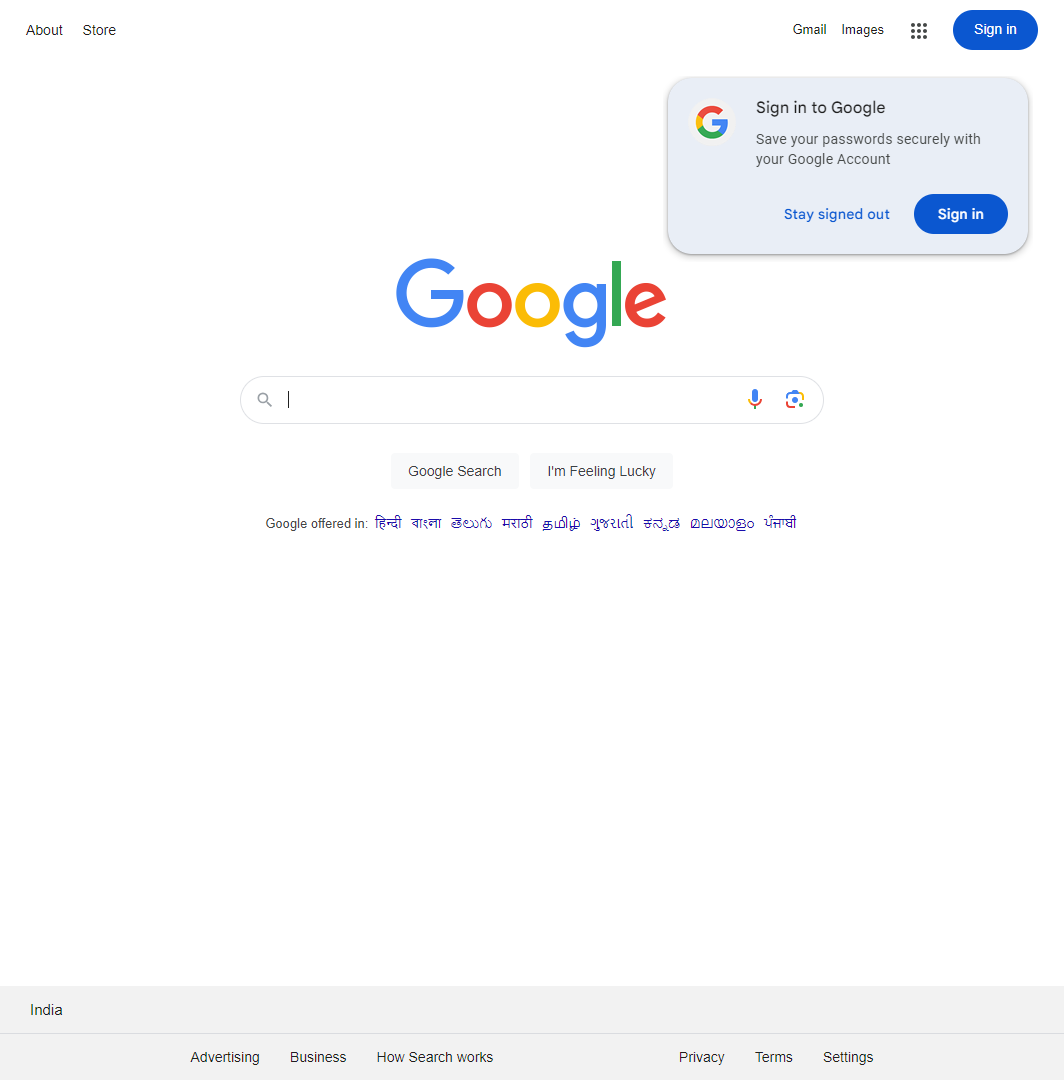 About Store Gmail Images Sign in
Sign in to Google
Save your passwords securely with
your Google Account
Stay signed out Sign in
Google
Google Search I'm Feeling Lucky
Google offered in: हिन्दी বাংলা తెలుగు मराठी தமிழ் ગુજરાતી ಕನ್ನಡ മലയാളം ਪੰਜਾਬੀ
India
Advertising Business How Search works Privacy Terms Settings